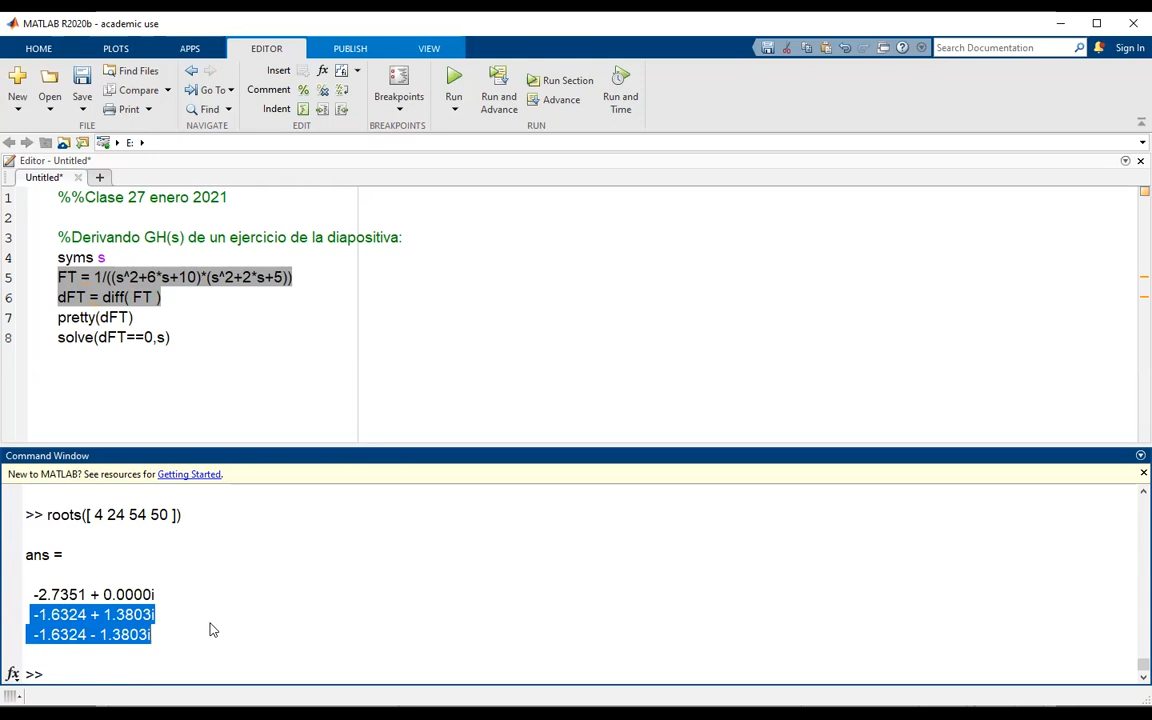 MATLAB R2020b - academic use
HOME PLOTS APPS EDITOR PUBLISH VIEW Search Documentation Sign In
New Open Save Find Files Compare Print Go To Find Insert fx Comment % Indent Breakpoints Run Run and Advance Run Section Advance Run and Time
FILE NAVIGATE EDIT BREAKPOINTS RUN
E:
Editor - Untitled*
Untitled* +
1 %%Clase 27 enero 2021
2
3 %Derivando GH(s) de un ejercicio de la diapositiva:
4 syms s
5 FT = 1/((s^2+6*s+10)*(s^2+2*s+5))
6 dFT = diff( FT )
7 pretty(dFT)
8 solve(dFT==0,s)
Command Window
New to MATLAB? See resources for Getting Started.
>> roots([ 4 24 54 50 ])
ans =
-2.7351 + 0.0000i
-1.6324 + 1.3803i
-1.6324 - 1.3803i
fx >>